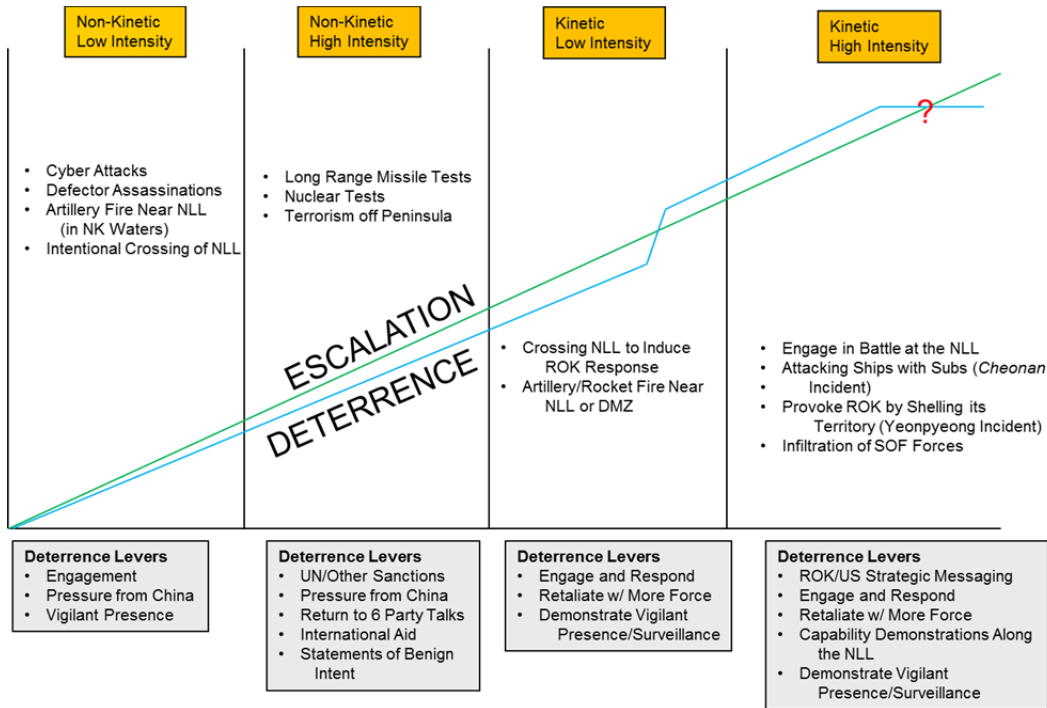 Non-Kinetic
Low Intensity
Non-Kinetic
High Intensity
Kinetic
Low Intensity
Kinetic
High Intensity
• Cyber Attacks
• Defector Assassinations
• Artillery Fire Near NLL
(in NK Waters)
• Intentional Crossing of NLL
• Long Range Missile Tests
• Nuclear Tests
• Terrorism off Peninsula
?
ESCALATION
DETERRENCE
• Crossing NLL to Induce
ROK Response
• Artillery/Rocket Fire Near
NLL or DMZ
• Engage in Battle at the NLL
• Attacking Ships with Subs (Cheonan
• Incident)
• Provoke ROK by Shelling its
Territory (Yeonpyeong Incident)
• Infiltration of SOF Forces
Deterrence Levers
• Engagement
• Pressure from China
• Vigilant Presence
Deterrence Levers
• UN/Other Sanctions
• Pressure from China
• Return to 6 Party Talks
• International Aid
• Statements of Benign
Intent
Deterrence Levers
• Engage and Respond
• Retaliate w/ More Force
• Demonstrate Vigilant
Presence/Surveillance
Deterrence Levers
• ROK/US Strategic Messaging
• Engage and Respond
• Retaliate w/ More Force
• Capability Demonstrations Along
the NLL
• Demonstrate Vigilant
Presence/Surveillance